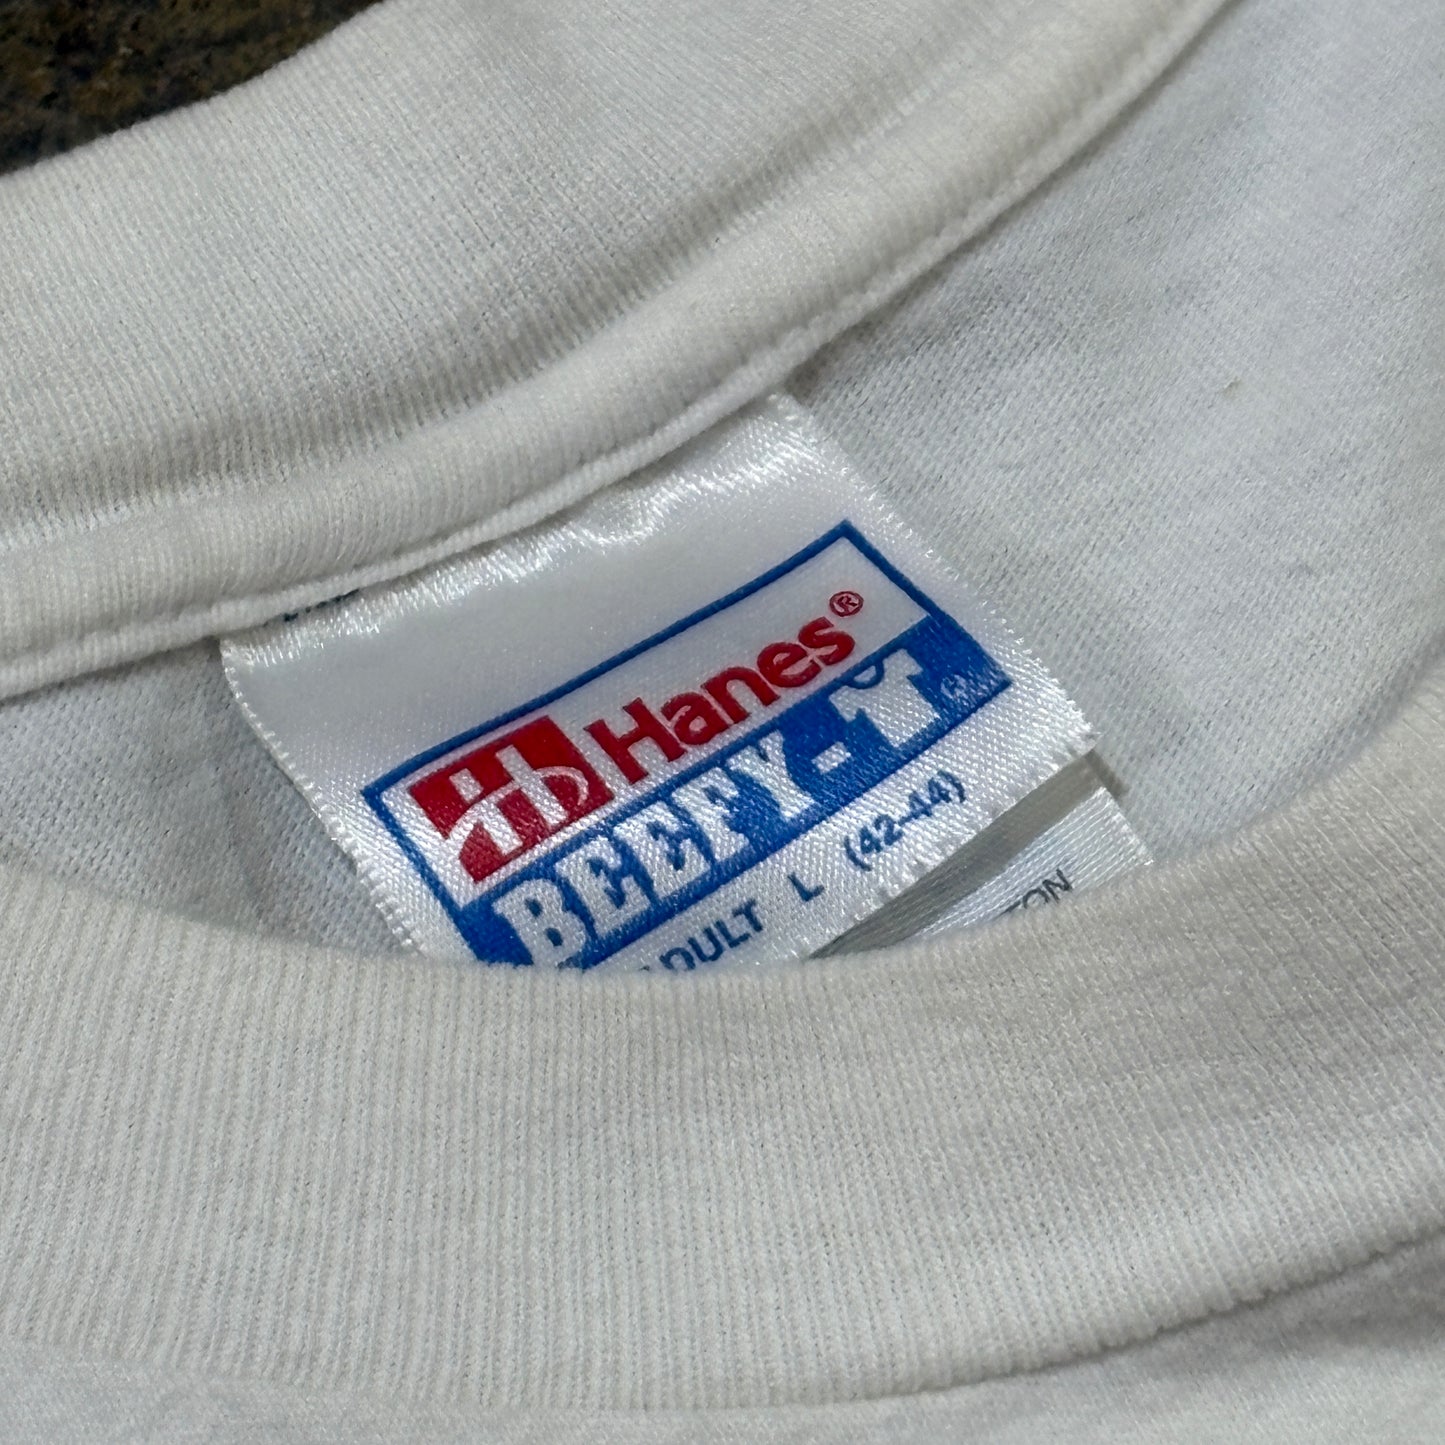 Hanes®
BEEFY-T®
ADULT L (42-44)